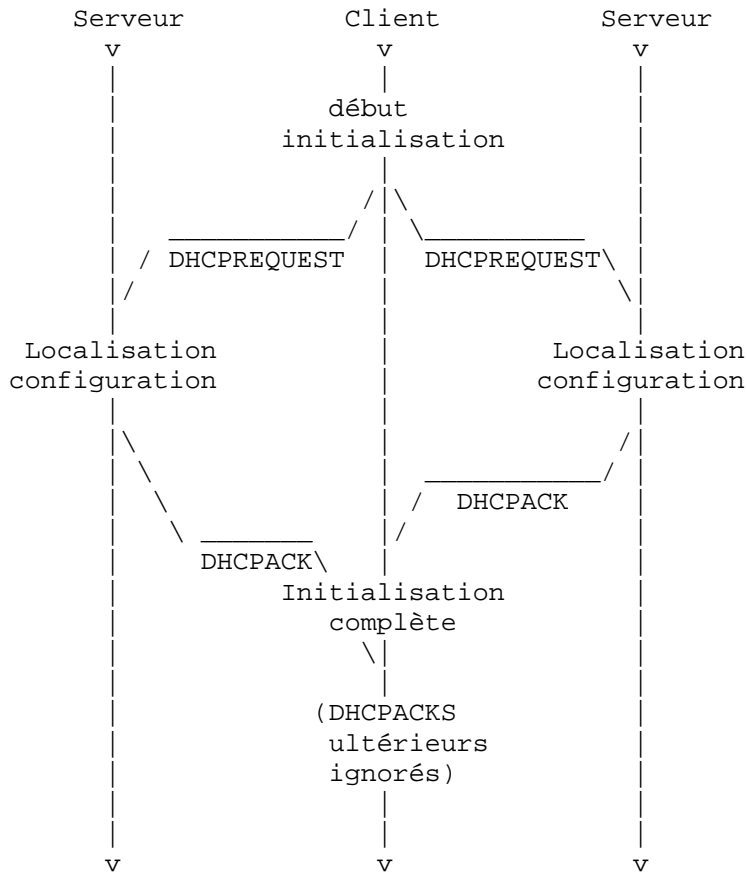 Serveur Client Serveur
v v v
début
initialisation
DHCPREQUEST DHCPREQUEST
Localisation Localisation
configuration configuration
DHCPACK
DHCPACK
Initialisation
complète
(DHCPACKS
ultérieurs
ignorés)
v v v